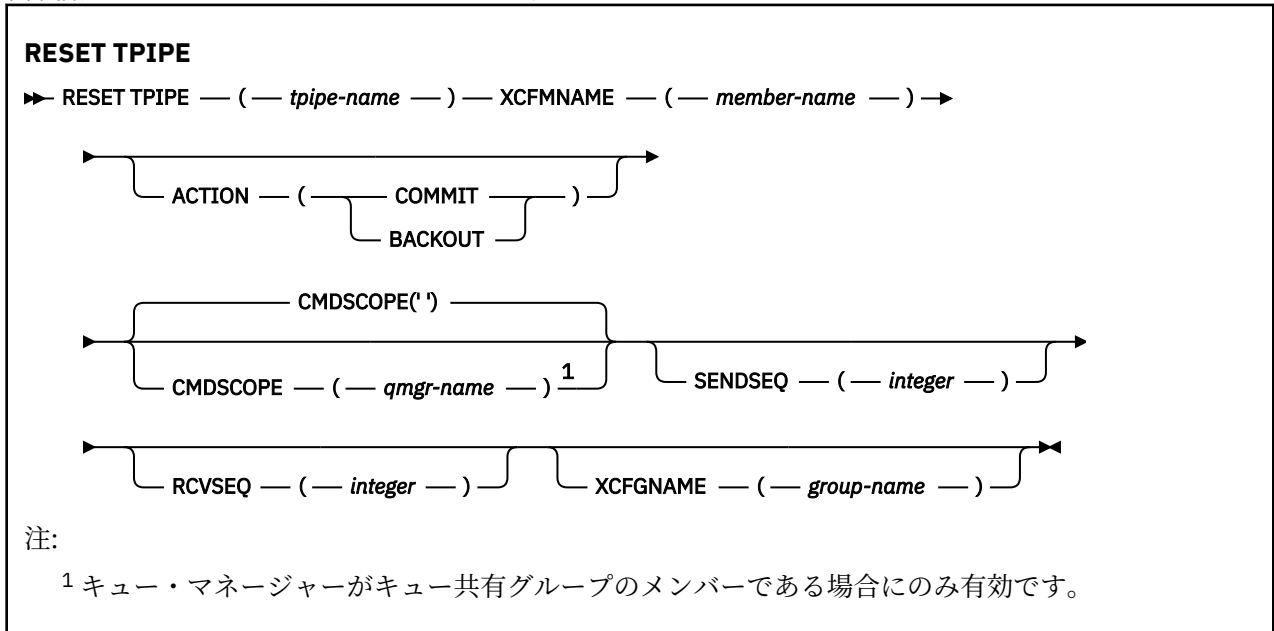 RESET TPIPE
RESET TPIPE ( tpipe-name ) XCFMNAME ( member-name )
ACTION ( COMMIT )
BACKOUT
CMDSCOPE(' ')
CMDSCOPE ( qmgr-name ) 1
SENDSEQ ( integer )
RCVSEQ ( integer ) XCFGNAME ( group-name )
注:
1 キュー・マネージャーがキュー共有グループのメンバーである場合にのみ有効です。